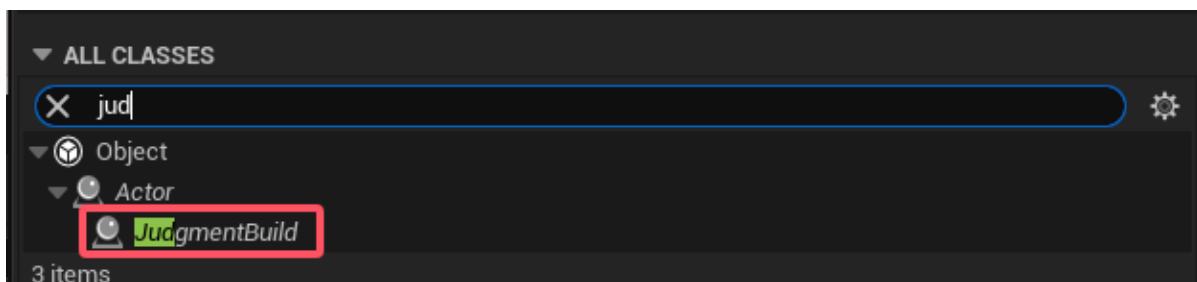 ALL CLASSES
jud
Object
Actor
JudgmentBuild
3 items